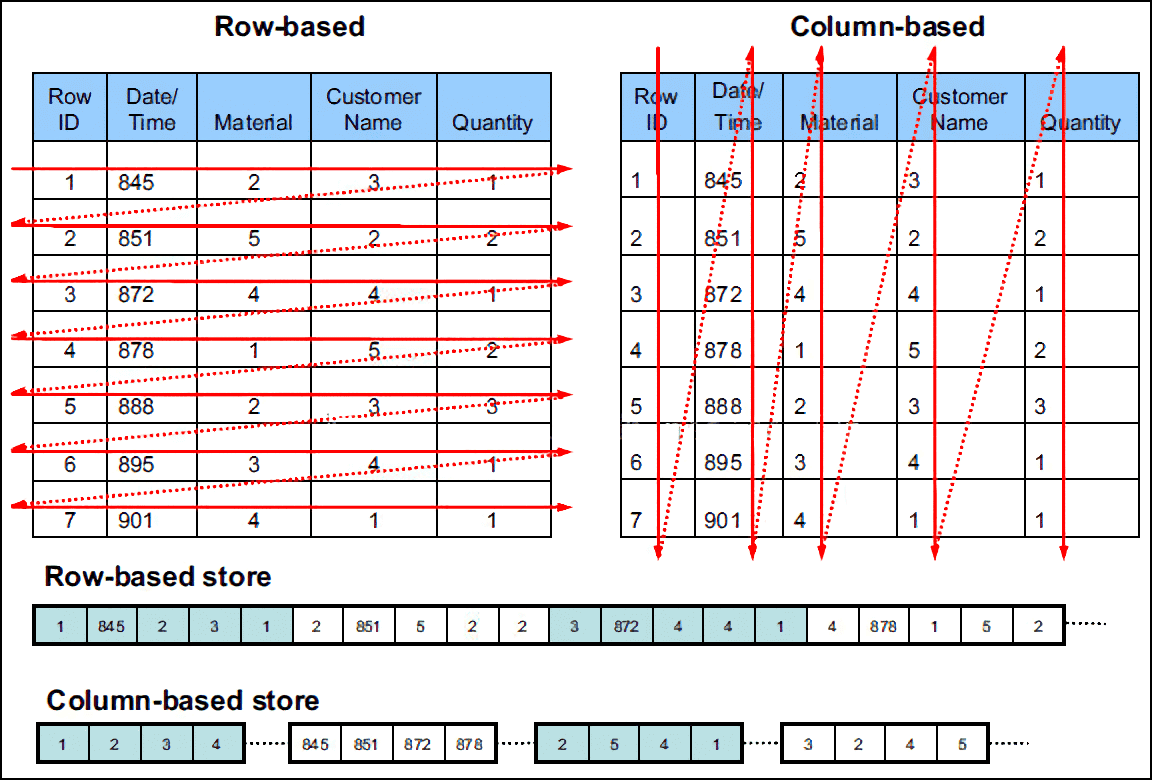 Row-based
Column-based
Row ID Date/ Time Material Customer Name Quantity
1 845 2 3 1
2 851 5 2 2
3 872 4 4 1
4 878 1 5 2
5 888 2 3 3
6 895 3 4 1
7 901 4 1 1
Row ID Date/ Time Material Customer Name Quantity
1 845 2 3 1
2 851 5 2 2
3 872 4 4 1
4 878 1 5 2
5 888 2 3 3
6 895 3 4 1
7 901 4 1 1
Row-based store
1 845 2 3 1 2 851 5 2 2 3 872 4 4 1 4 878 1 5 2
Column-based store
1 2 3 4 845 851 872 878 2 5 4 1 3 2 4 5